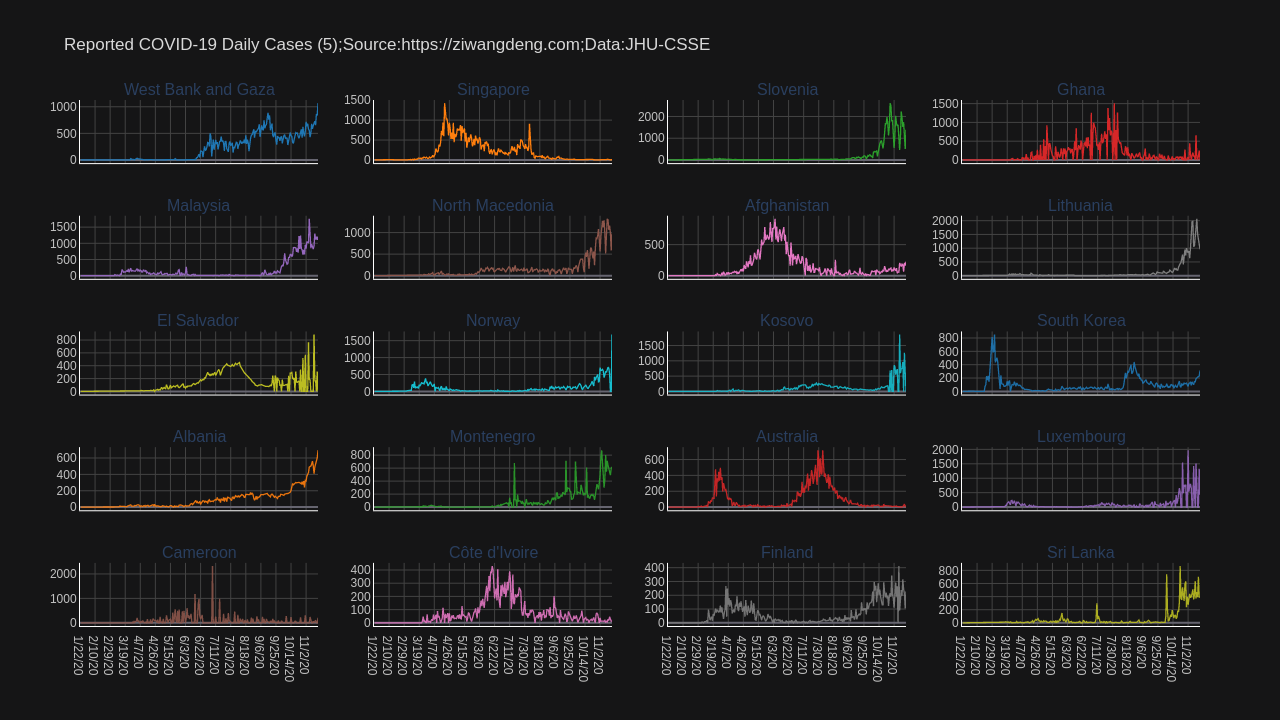 Reported COVID-19 Daily Cases (5);Source:https://ziwangdeng.com;Data:JHU-CSSE
West Bank and Gaza Singapore Slovenia Ghana
1000 1500 2000 1500
500 1000 1000 1000
0 500 0 500
0 0
Malaysia North Macedonia Afghanistan Lithuania
1500 1000 500 2000
1000 500 0 1500
500 0 1000
0 500
0
El Salvador Norway Kosovo South Korea
800 1500 1500 800
600 1000 1000 600
400 500 500 400
200 0 0 200
0 0
Albania Montenegro Australia Luxembourg
600 800 600 2000
400 600 400 1500
200 400 200 1000
0 200 0 500
0 0
Cameroon Côte d'Ivoire Finland Sri Lanka
2000 400 400 800
1000 300 300 600
0 200 200 400
100 100 200
0 0 0
1/22/20 2/10/20 2/29/20 3/19/20 4/7/20 4/26/20 5/15/20 6/3/20 6/22/20 7/11/20 7/30/20 8/18/20 9/6/20 9/25/20 10/14/20 11/2/20
1/22/20 2/10/20 2/29/20 3/19/20 4/7/20 4/26/20 5/15/20 6/3/20 6/22/20 7/11/20 7/30/20 8/18/20 9/6/20 9/25/20 10/14/20 11/2/20
1/22/20 2/10/20 2/29/20 3/19/20 4/7/20 4/26/20 5/15/20 6/3/20 6/22/20 7/11/20 7/30/20 8/18/20 9/6/20 9/25/20 10/14/20 11/2/20
1/22/20 2/10/20 2/29/20 3/19/20 4/7/20 4/26/20 5/15/20 6/3/20 6/22/20 7/11/20 7/30/20 8/18/20 9/6/20 9/25/20 10/14/20 11/2/20